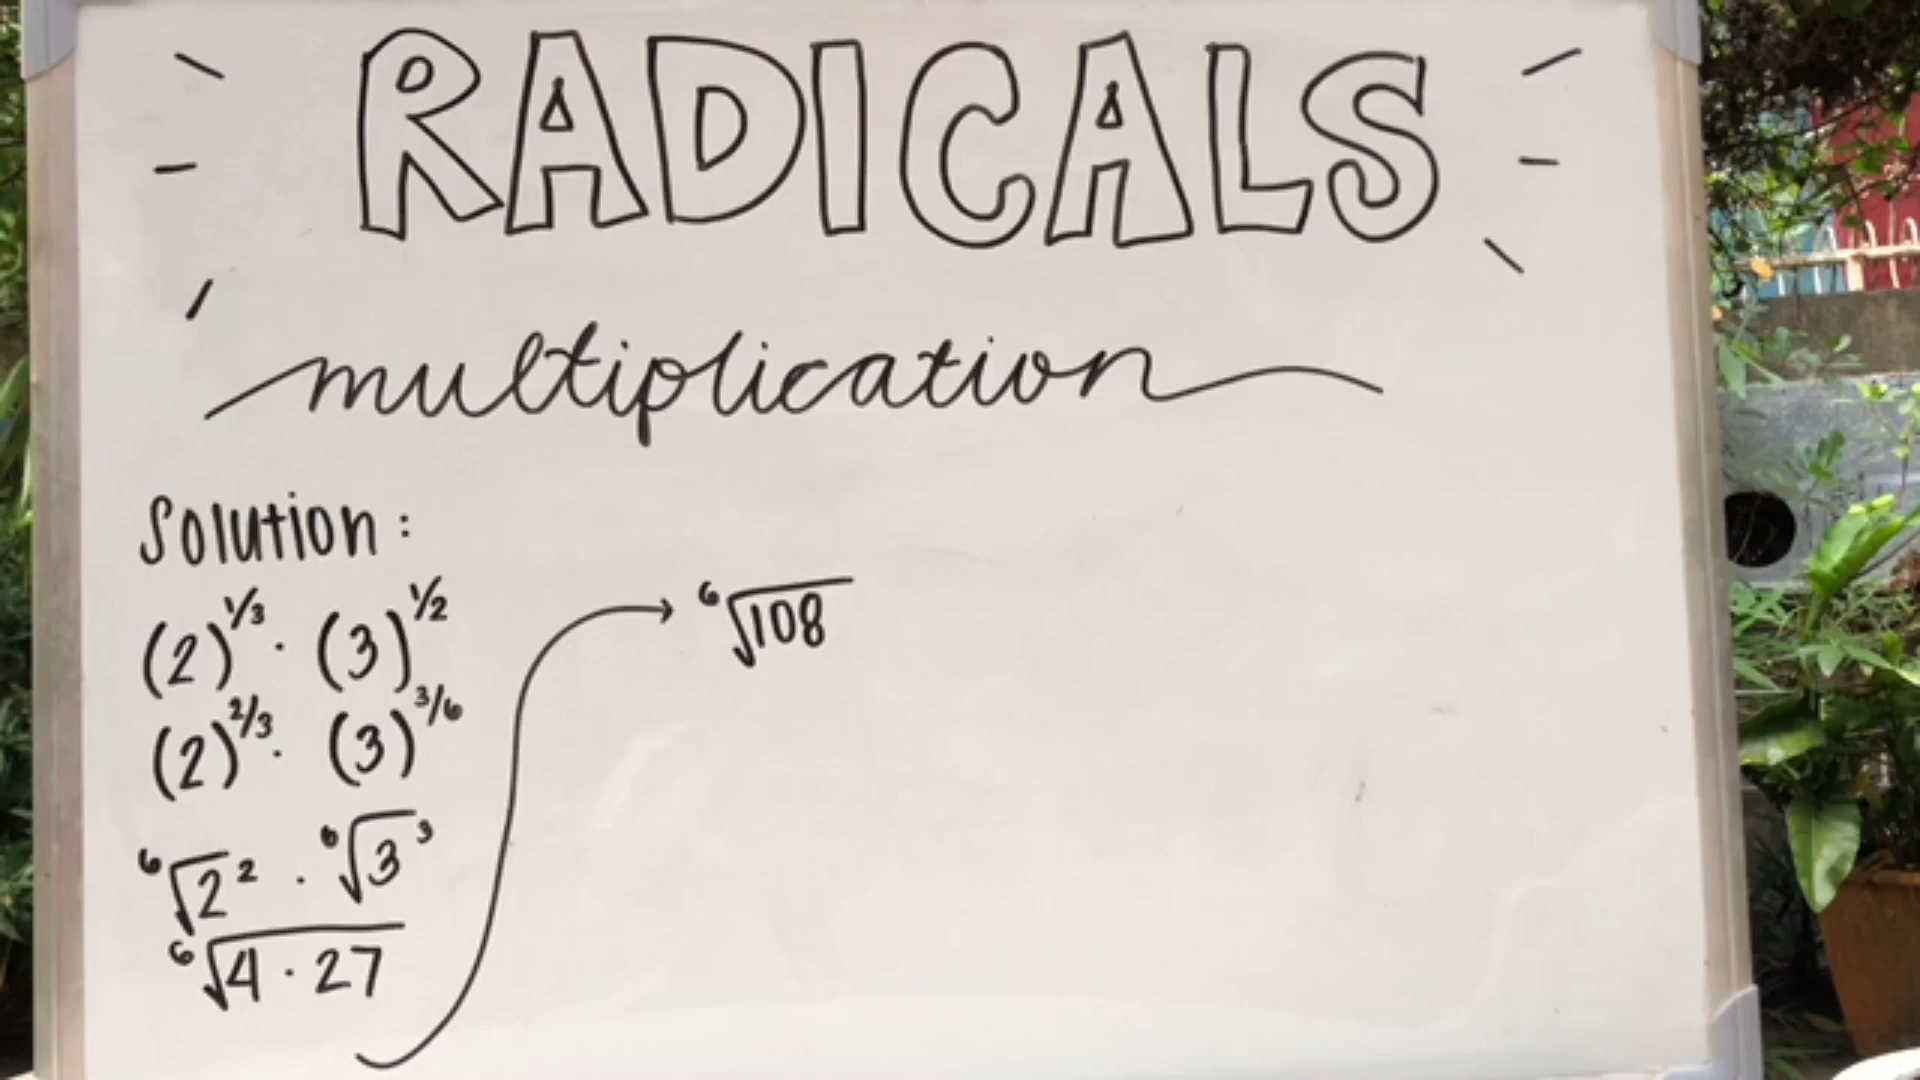 RADICALS
multiplication
Solution:
(2)^1/3 · (3)^1/2
(2)^2/3 · (3)^3/6
⁶√2² · ⁶√3³
⁶√4 · 27
⁶√108